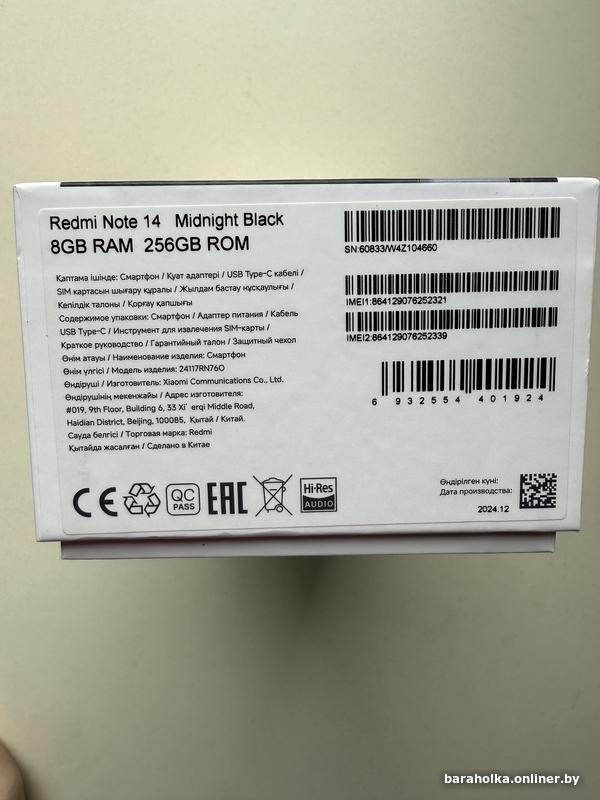 Redmi Note 14 Midnight Black
8GB RAM 256GB ROM
SN:60833/W4Z104660
Қаптама ішінде: Смартфон / Қуат адаптері / USB Type-C кабелі /
SIM картасын шығару құралы / Жылдам бастау нұсқаулығы /
Кепілдік талоны / Қорғау қапшығы
Содержимое упаковки: Смартфон / Адаптер питания / Кабель
USB Type-C / Инструмент для извлечения SIM-карты /
Краткое руководство / Гарантийный талон / Защитный чехол
Өнім атауы / Наименование изделия: Смартфон
Өнім үлгісі / Модель изделия: 24117RN76O
Өндіруші / Изготовитель: Xiaomi Communications Co., Ltd.
Өндірушінің мекенжайы / Адрес изготовителя:
#019, 9th Floor, Building 6, 33 Xi’ erqi Middle Road,
Haidian District, Beijing, 100085, Қытай / Китай.
Сауда белгісі / Торговая марка: Redmi
Қытайда жасалған / Сделано в Китае
IMEI1:864129076252321
IMEI2:864129076252339
6 932554 401924
CE
QC
PASS
EAC
Hi-Res
AUDIO
Өндірілген күні:
Дата производства:
2024.12
baraholka.onliner.by